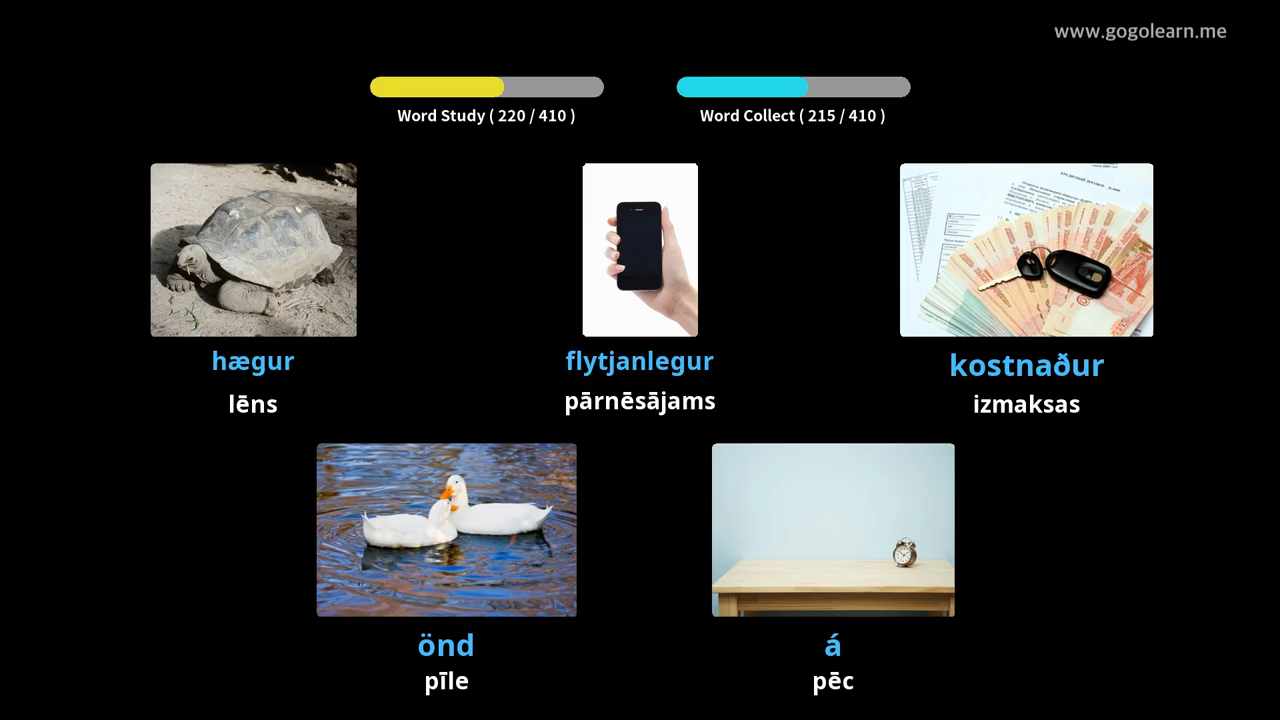 www.gogolearn.me
Word Study ( 220 / 410 )
Word Collect ( 215 / 410 )
hægur
flytjanlegur
kostnaður
lēns
pārnēsājams
izmaksas
önd
á
pīle
pēc